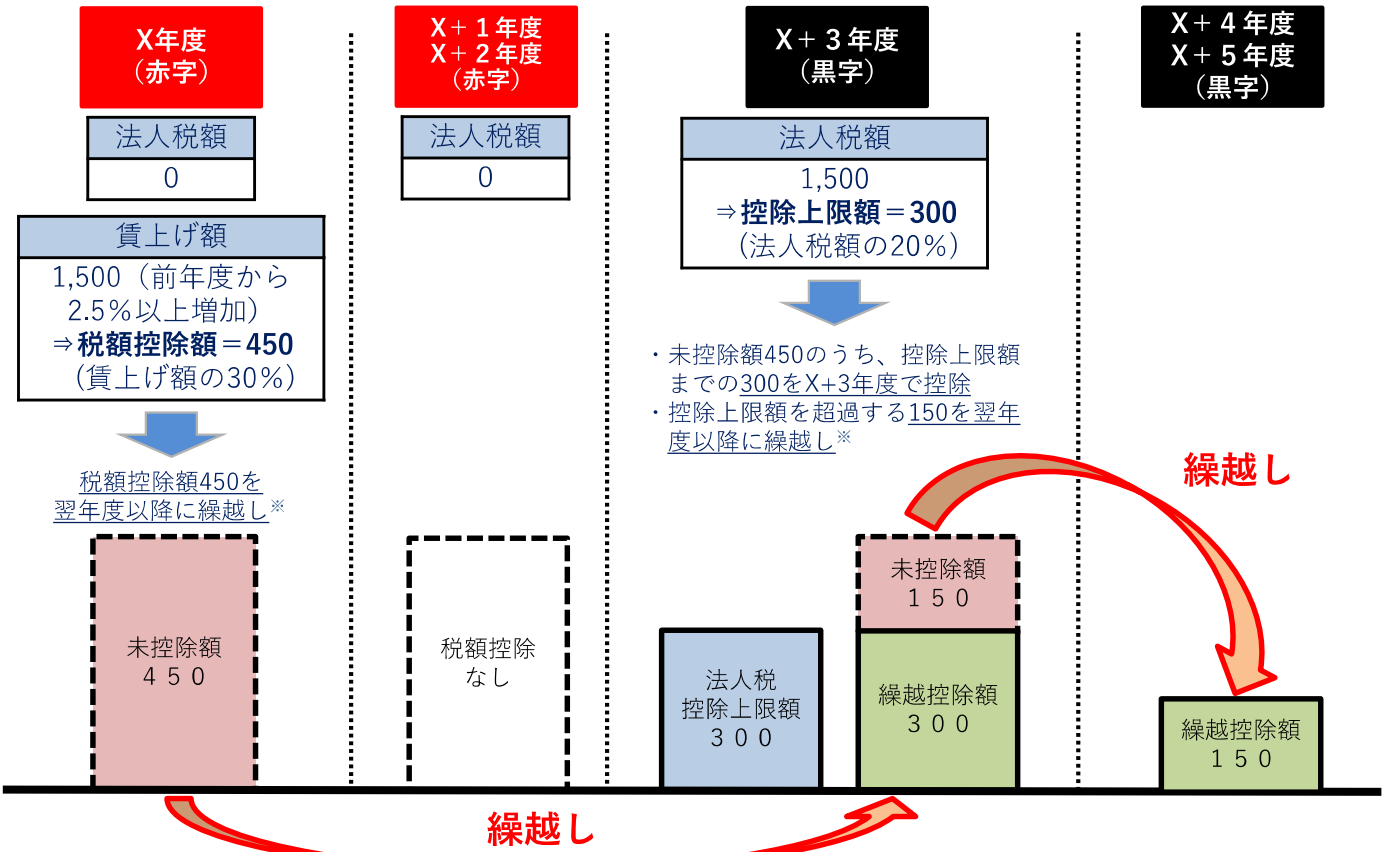 X年度
（赤字）
法人税額
0
賃上げ額
1,500（前年度から
2.5%以上増加）
⇒税額控除額＝450
（賃上げ額の30%）
税額控除額450を
翌年度以降に繰越し※
未控除額
４５０
X＋１年度
X＋２年度
（赤字）
法人税額
0
税額控除
なし
X＋３年度
（黒字）
法人税額
1,500
⇒控除上限額＝300
（法人税額の20%）
・未控除額450のうち、控除上限額
までの300をX+3年度で控除
・控除上限額を超過する150を翌年
度以降に繰越し※
法人税
控除上限額
３００
未控除額
１５０
繰越控除額
３００
X＋４年度
X＋５年度
（黒字）
繰越し
繰越控除額
１５０
繰越し